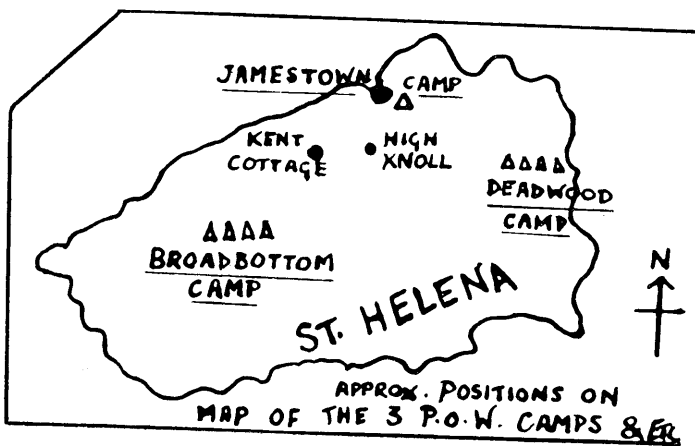 JAMESTOWN
CAMP
KENT
COTTAGE
HIGH
KNOLL
DEADWOOD
CAMP
BROADBOTTOM
CAMP
ST. HELENA
N
APPROX. POSITIONS ON
MAP OF THE 3 P.O.W. CAMPS